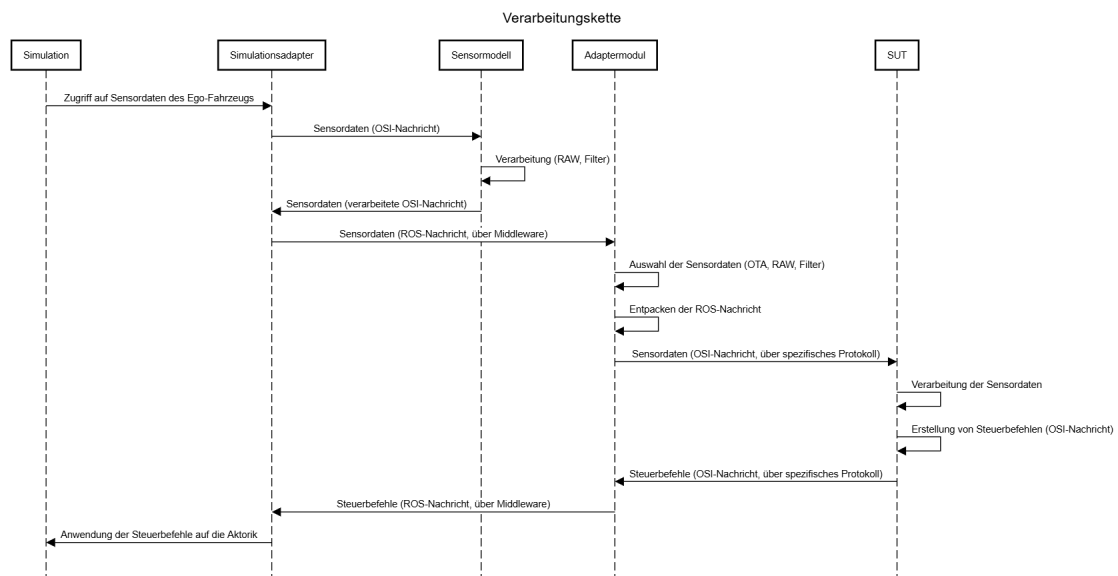 Verarbeitungskette
Simulation
Simulationsadapter
Sensormodell
Adaptermodul
SUT
Zugriff auf Sensordaten des Ego-Fahrzeugs
Sensordaten (OSI-Nachricht)
Verarbeitung (RAW, Filter)
Sensordaten (verarbeitete OSI-Nachricht)
Sensordaten (ROS-Nachricht, über Middleware)
Auswahl der Sensordaten (OTA, RAW, Filter)
Entpacken der ROS-Nachricht
Sensordaten (OSI-Nachricht, über spezifisches Protokoll)
Verarbeitung der Sensordaten
Erstellung von Steuerbefehlen (OSI-Nachricht)
Steuerbefehle (OSI-Nachricht, über spezifisches Protokoll)
Steuerbefehle (ROS-Nachricht, über Middleware)
Anwendung der Steuerbefehle auf die Aktorik